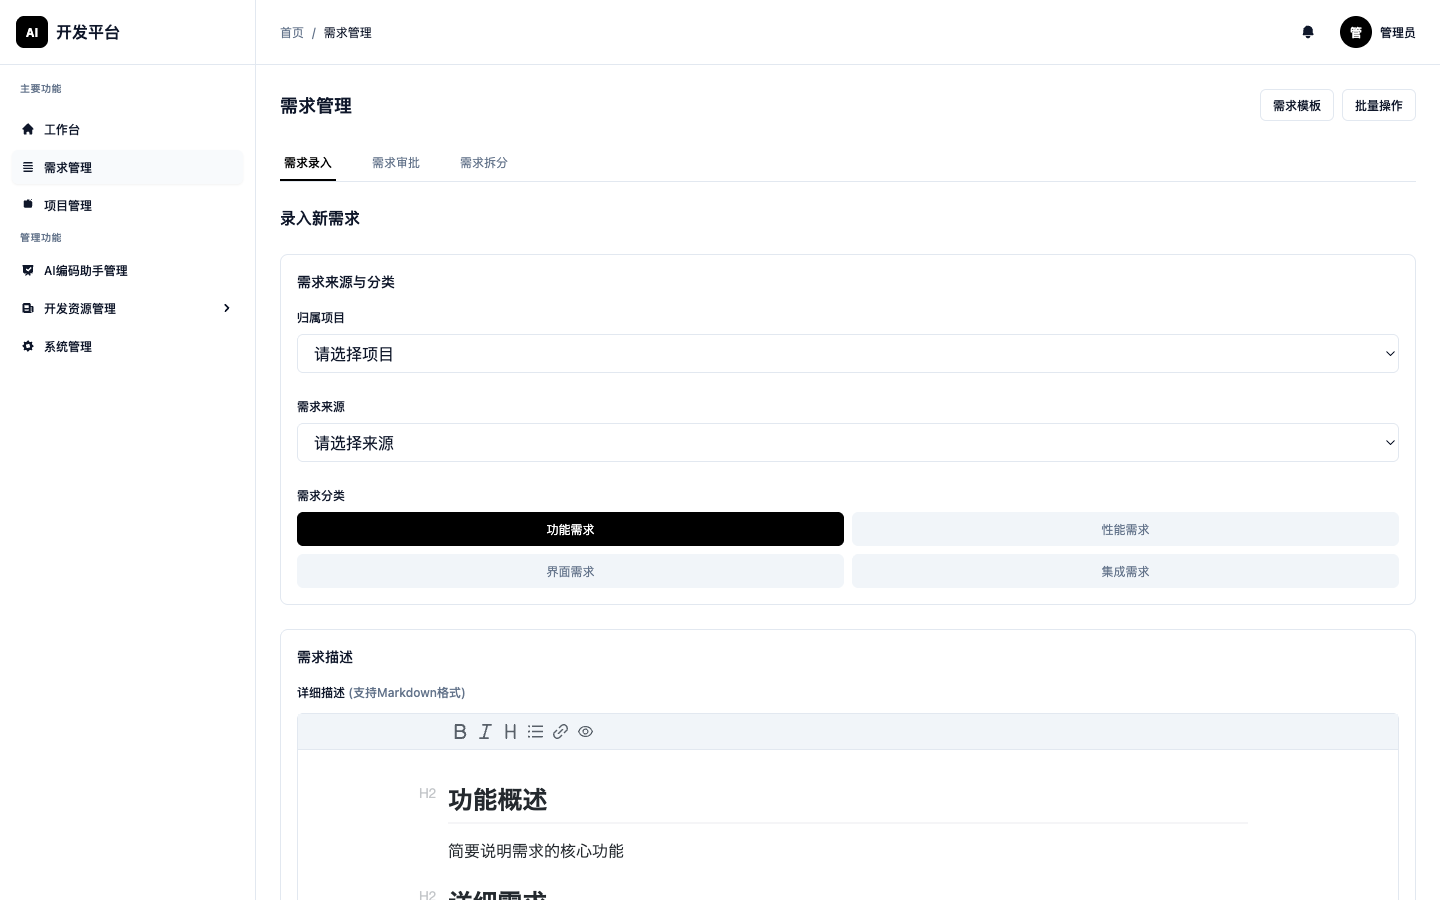 AI 开发平台
首页 / 需求管理
管 管理员
主要功能
工作台
需求管理
项目管理
管理功能
AI编码助手管理
开发资源管理
系统管理
需求管理
需求模板 批量操作
需求录入 需求审批 需求拆分
录入新需求
需求来源与分类
归属项目
请选择项目
需求来源
请选择来源
需求分类
功能需求 性能需求
界面需求 集成需求
需求描述
详细描述 (支持Markdown格式)
B I H
H2 功能概述
简要说明需求的核心功能
H2 详细需求